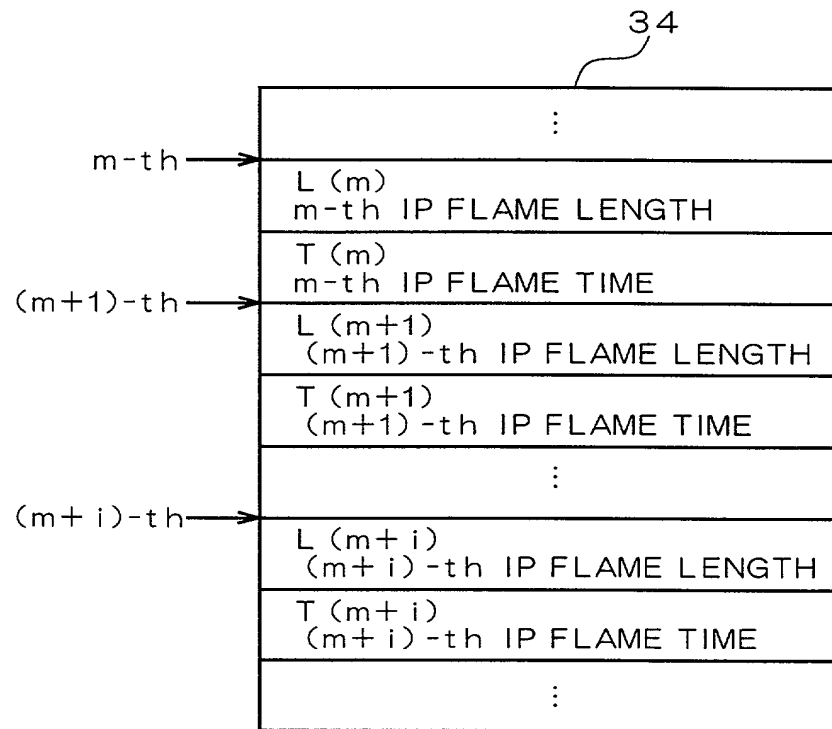 34
⋮
m-th
L (m)
m-th IP FLAME LENGTH
T (m)
m-th IP FLAME TIME
(m+1)-th
L (m+1)
(m+1)-th IP FLAME LENGTH
T (m+1)
(m+1)-th IP FLAME TIME
⋮
(m+i)-th
L (m+i)
(m+i)-th IP FLAME LENGTH
T (m+i)
(m+i)-th IP FLAME TIME
⋮